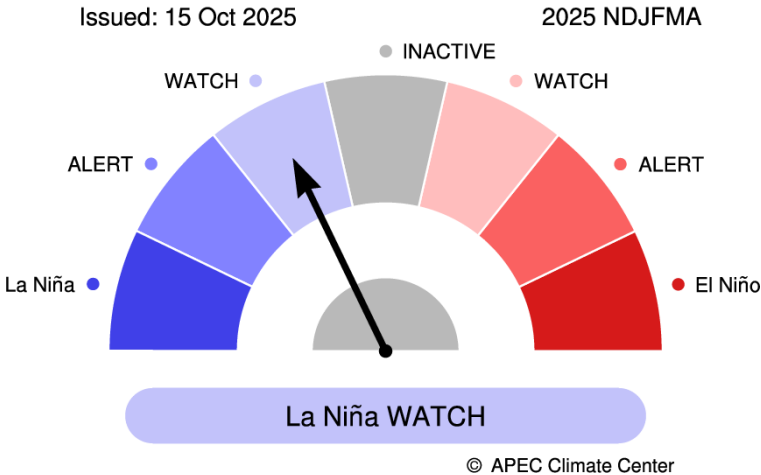 Issued: 15 Oct 2025
2025 NDJFMA
INACTIVE
WATCH
WATCH
ALERT
ALERT
La Niña
El Niño
La Niña WATCH
© APEC Climate Center